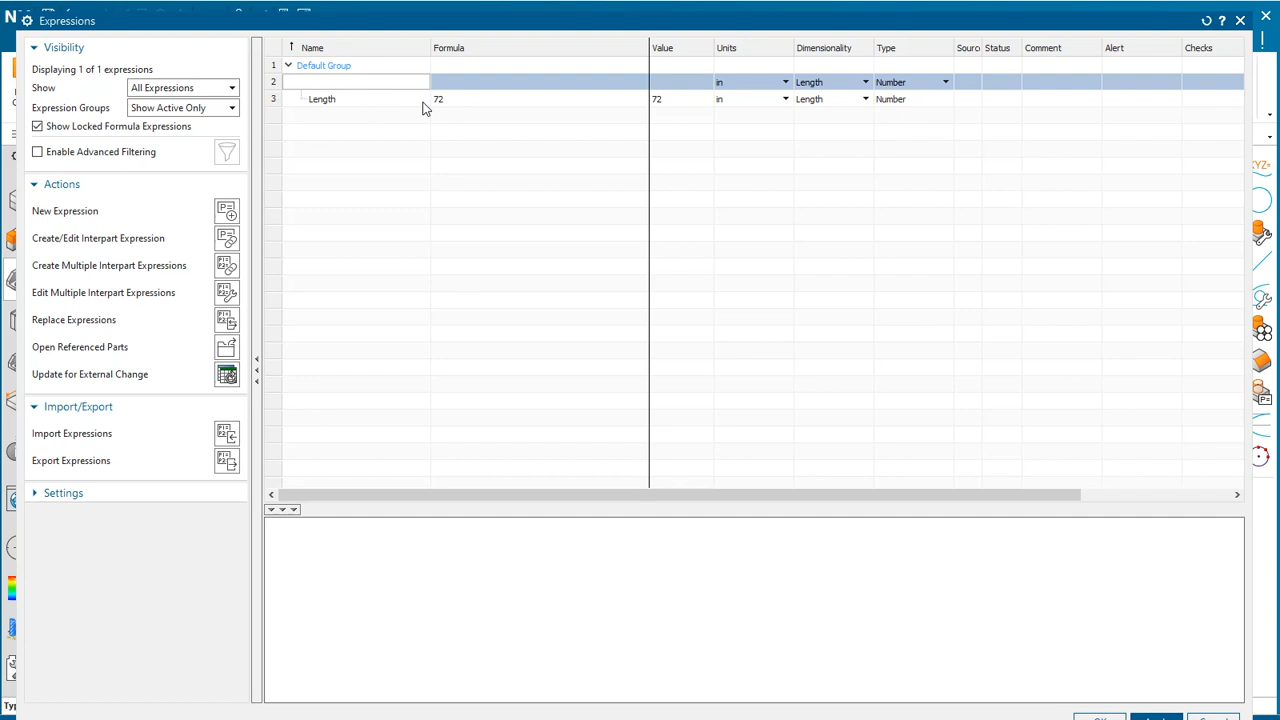 Expressions
Visibility
Displaying 1 of 1 expressions
Show All Expressions
Expression Groups Show Active Only
Show Locked Formula Expressions
Enable Advanced Filtering
Actions
New Expression
Create/Edit Interpart Expression
Create Multiple Interpart Expressions
Edit Multiple Interpart Expressions
Replace Expressions
Open Referenced Parts
Update for External Change
Import/Export
Import Expressions
Export Expressions
Settings
Name Formula Value Units Dimensionality Type Sourc Status Comment Alert Checks
1 Default Group
2 in Length Number
3 Length 72 72 in Length Number
XYZ=